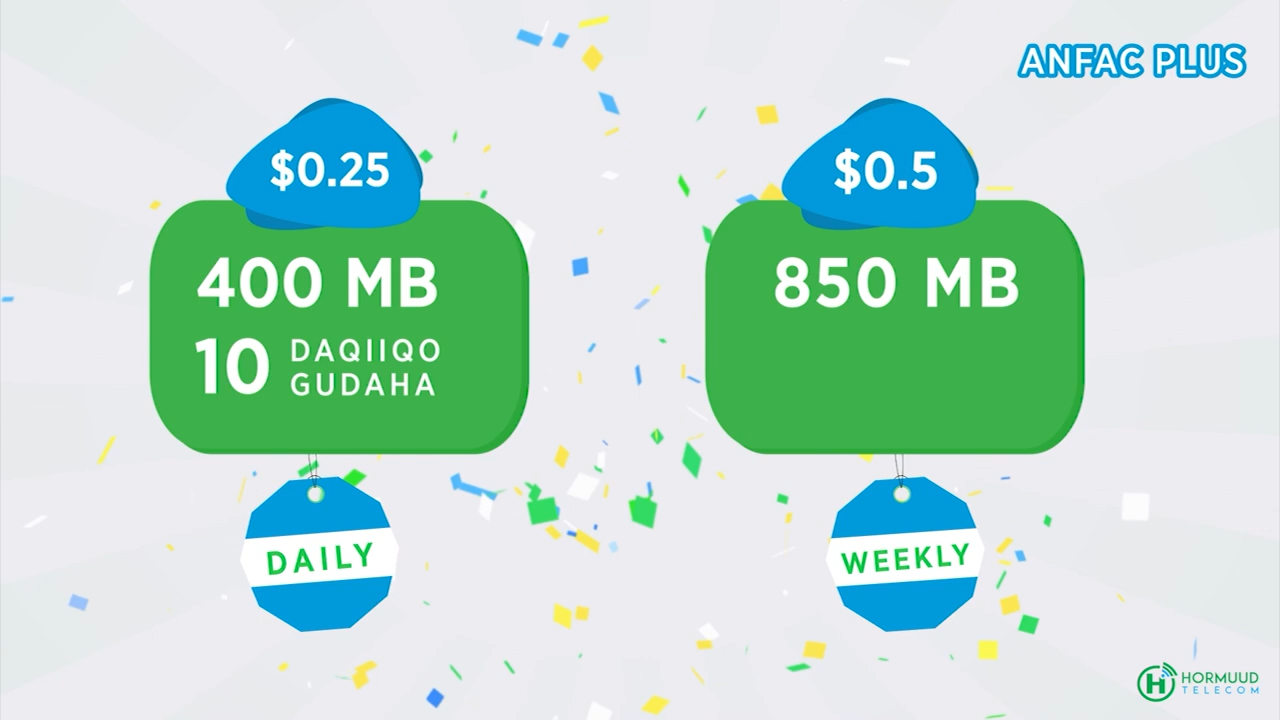 ANFAC PLUS
$0.25
400 MB
10 DAQIIQO
GUDAHA
DAILY
$0.5
850 MB
WEEKLY
HORMUUD
TELECOM